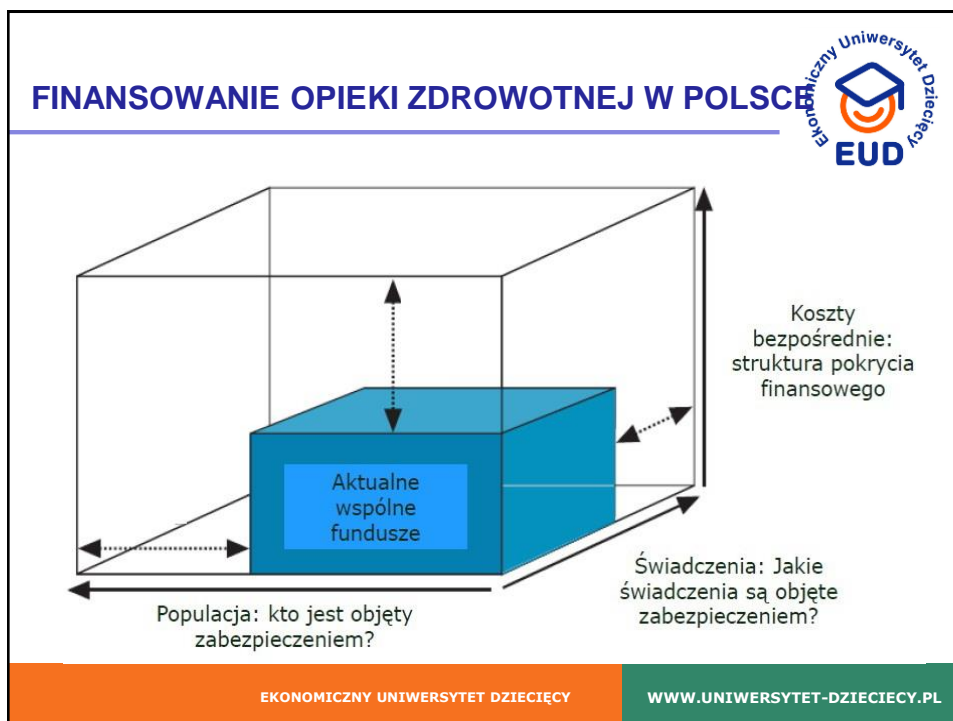 FINANSOWANIE OPIEKI ZDROWOTNEJ W POLSCE
Ekonomiczny Uniwersytet Dziecięcy
EUD
Koszty
bezpośrednie:
struktura pokrycia
finansowego
Aktualne
wspólne
fundusze
Świadczenia: Jakie
świadczenia są objęte
zabezpieczeniem?
Populacja: kto jest objęty
zabezpieczeniem?
EKONOMICZNY UNIWERSYTET DZIECIĘCY
WWW.UNIWERSYTET-DZIECIECY.PL